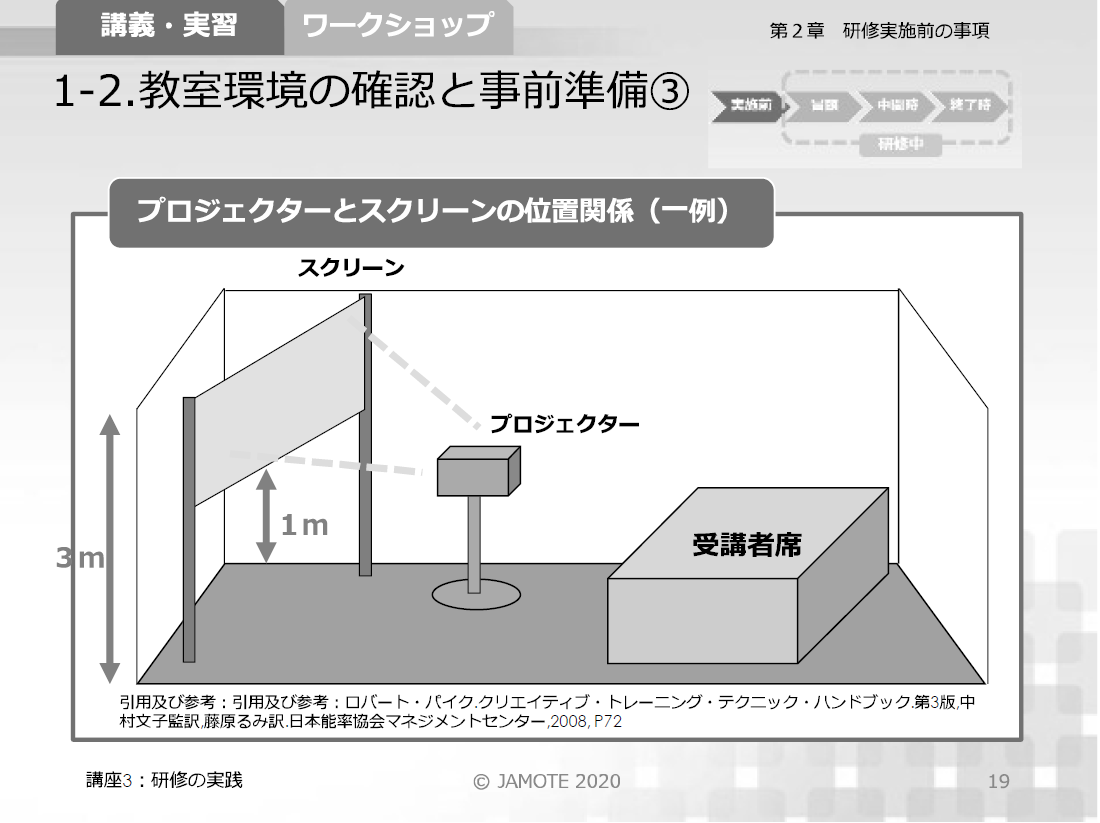 講義・実習
ワークショップ
第２章　研修実施前の事項
1-2.教室環境の確認と事前準備③
実施前
冒頭
中間時
終了時
研修中
プロジェクターとスクリーンの位置関係（一例）
スクリーン
プロジェクター
1m
3m
受講者席
引用及び参考：引用及び参考：ロバート・パイク.クリエイティブ・トレーニング・テクニック・ハンドブック.第3版,中
村文子監訳,藤原るみ訳.日本能率協会マネジメントセンター,2008, P72
講座3：研修の実践
© JAMOTE 2020
19